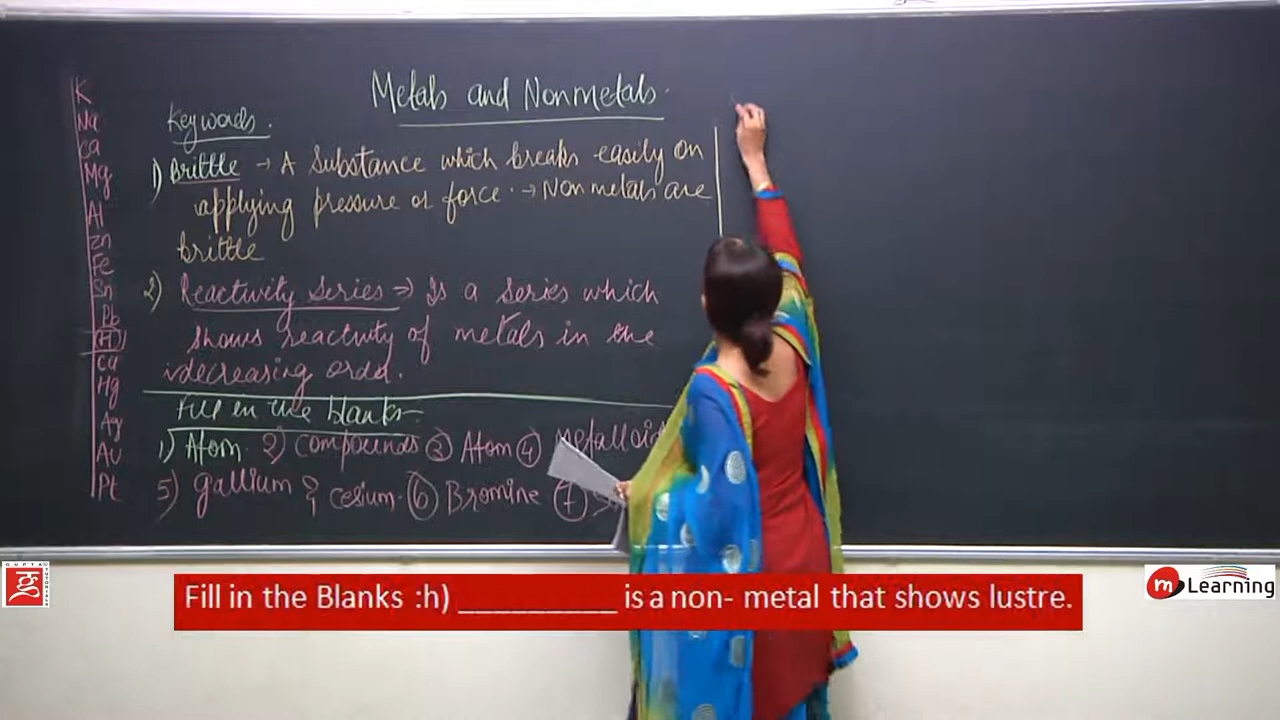 Metals and Nonmetals.
Keywords.
1) Brittle → A Substance which breaks easily on
applying pressure or force. → Non metals are
brittle
2) Reactivity Series → Is a series which
shows reactivity of metals in the
decreasing order.
Fill in the blanks
1) Atom. 2) Compounds 3) Atom 4) Metalloid
5) gallium & cesium. 6) Bromine 7)
K
Na
Ca
Mg
Al
Zn
Fe
Sn
Pb
(H)
Cu
Hg
Ag
Au
Pt
Fill in the Blanks :h) __________ is a non- metal that shows lustre.
GUPTA TUTORIALS
m Learning